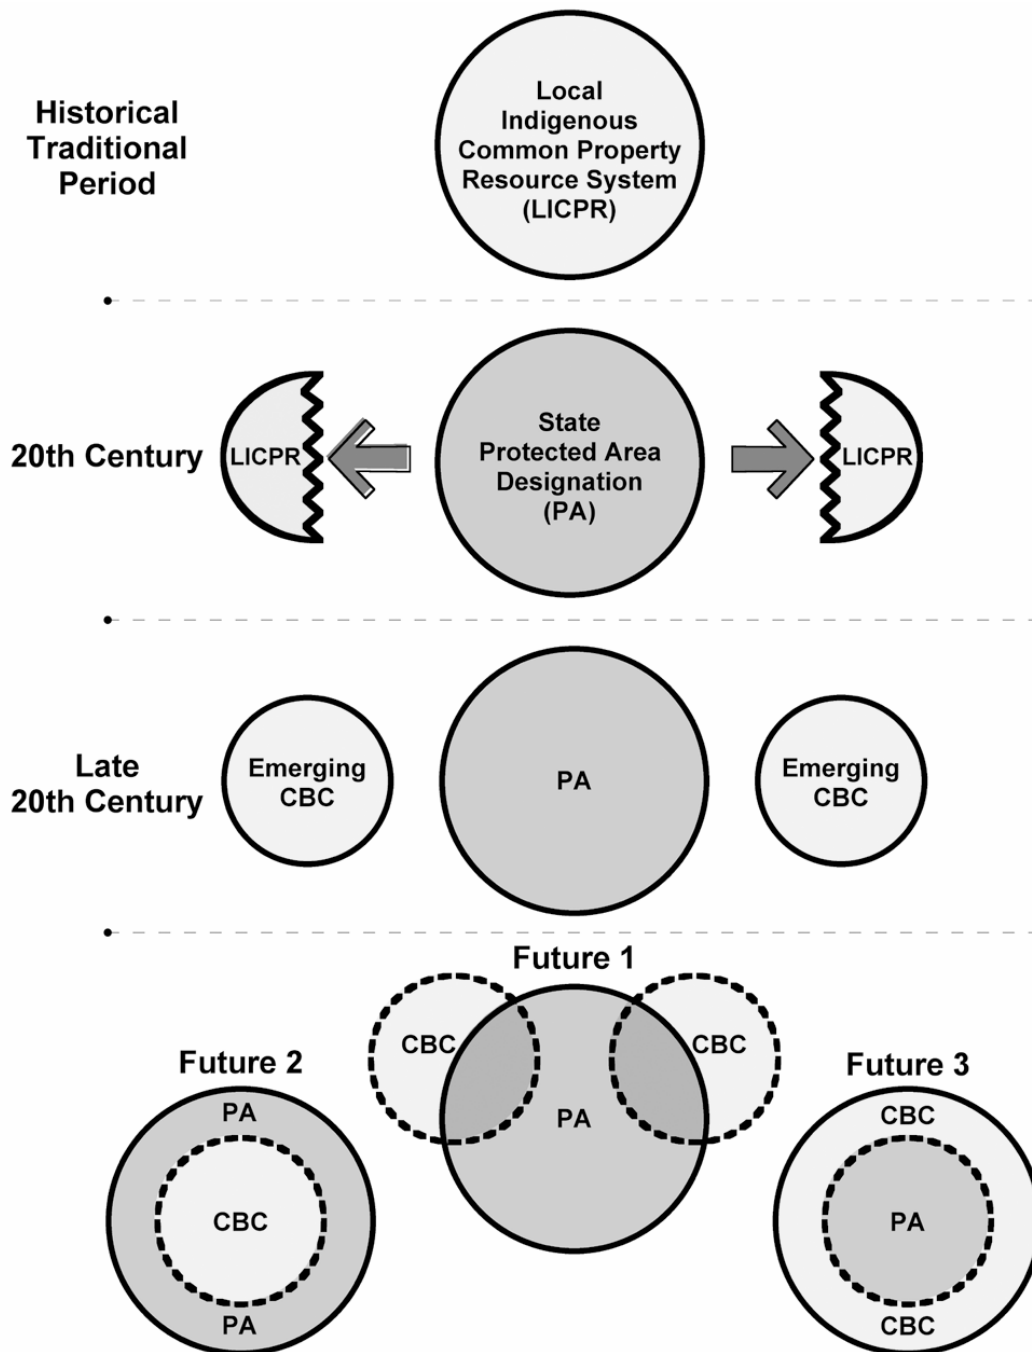 Historical
Traditional
Period
Local
Indigenous
Common Property
Resource System
(LICPR)
20th Century
LICPR
State
Protected Area
Designation
(PA)
LICPR
Late
20th Century
Emerging
CBC
PA
Emerging
CBC
Future 1
CBC
CBC
PA
Future 2
PA
CBC
PA
Future 3
CBC
PA
CBC